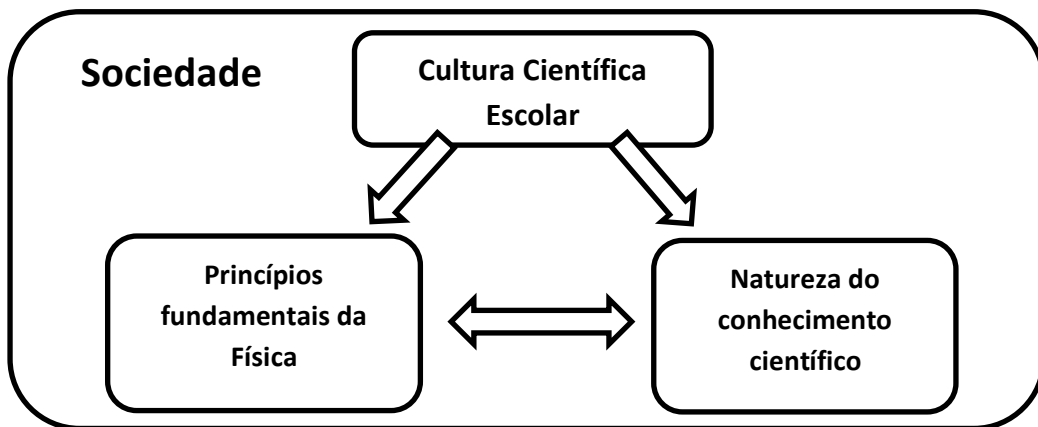 Sociedade
Cultura Científica
Escolar
Princípios
fundamentais da
Física
Natureza do
conhecimento
científico